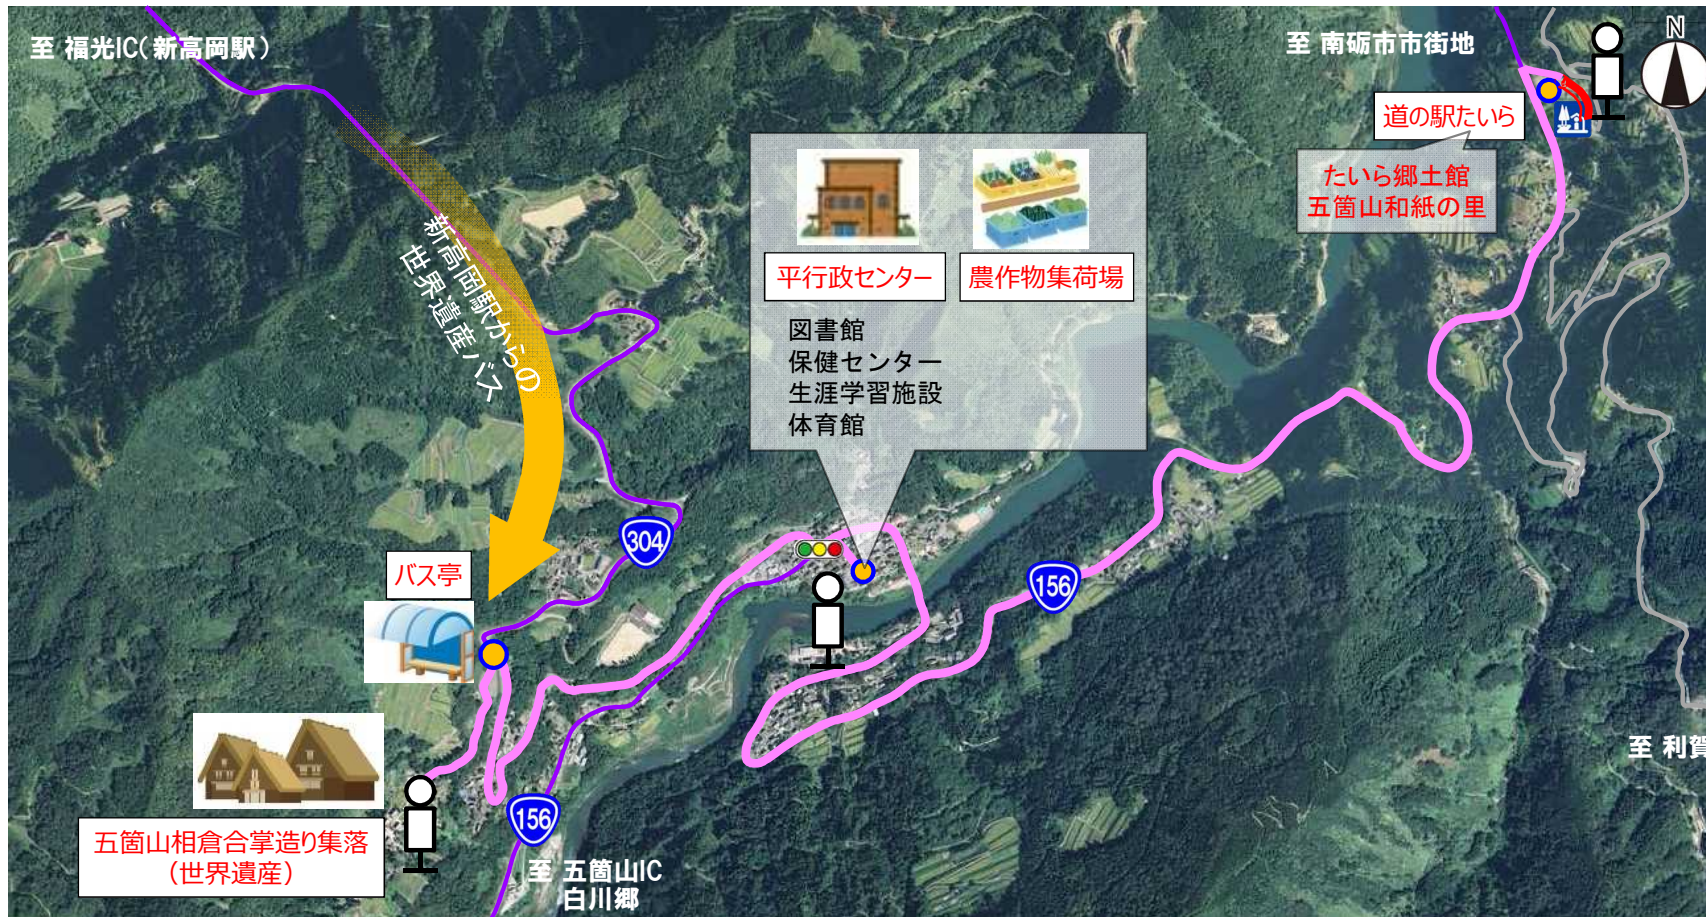 至 福光IC(新高岡駅)
至 南砺市市街地
N
道の駅たいら
たいら郷土館
五箇山和紙の里
平行政センター
農作物集荷場
図書館
保健センター
生涯学習施設
体育館
新高岡駅からの
世界遺産バス
304
バス亭
156
五箇山相倉合掌造り集落
(世界遺産)
156
至 五箇山IC
白川郷
至 利賀